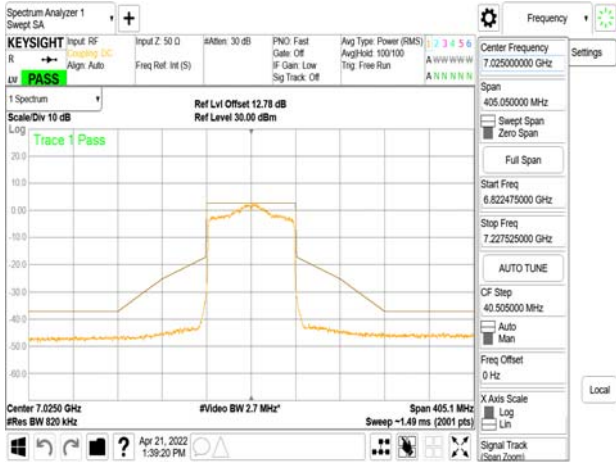 Spectrum Analyzer 1
Swept SA
Frequency
KEYSIGHT
R
LU
PASS
Input: RF
Coupling: DC
Align: Auto
Input Z: 50 Ω
Freq Ref: Int (S)
#Atten: 30 dB
PNO: Fast
Gate: Off
IF Gain: Low
Sig Track: Off
Avg Type: Power (RMS)
Avg|Hold: 100/100
Trig: Free Run
1 2 3 4 5 6
A W W W W W
A N N N N N
1 Spectrum
Scale/Div 10 dB
Ref Lvl Offset 12.78 dB
Ref Level 30.00 dBm
Log
Trace 1 Pass
20.0
10.0
0.00
-10.0
-20.0
-30.0
-40.0
-50.0
-60.0
Center 7.0250 GHz
#Res BW 820 kHz
#Video BW 2.7 MHz*
Span 405.1 MHz
Sweep ~1.49 ms (2001 pts)
Apr 21, 2022
1:39:20 PM
Center Frequency
7.025000000 GHz
Settings
Span
405.050000 MHz
Swept Span
Zero Span
Full Span
Start Freq
6.822475000 GHz
Stop Freq
7.227525000 GHz
AUTO TUNE
CF Step
40.505000 MHz
Auto
Man
Freq Offset
0 Hz
X Axis Scale
Log
Lin
Local
Signal Track
(Span Zoom)